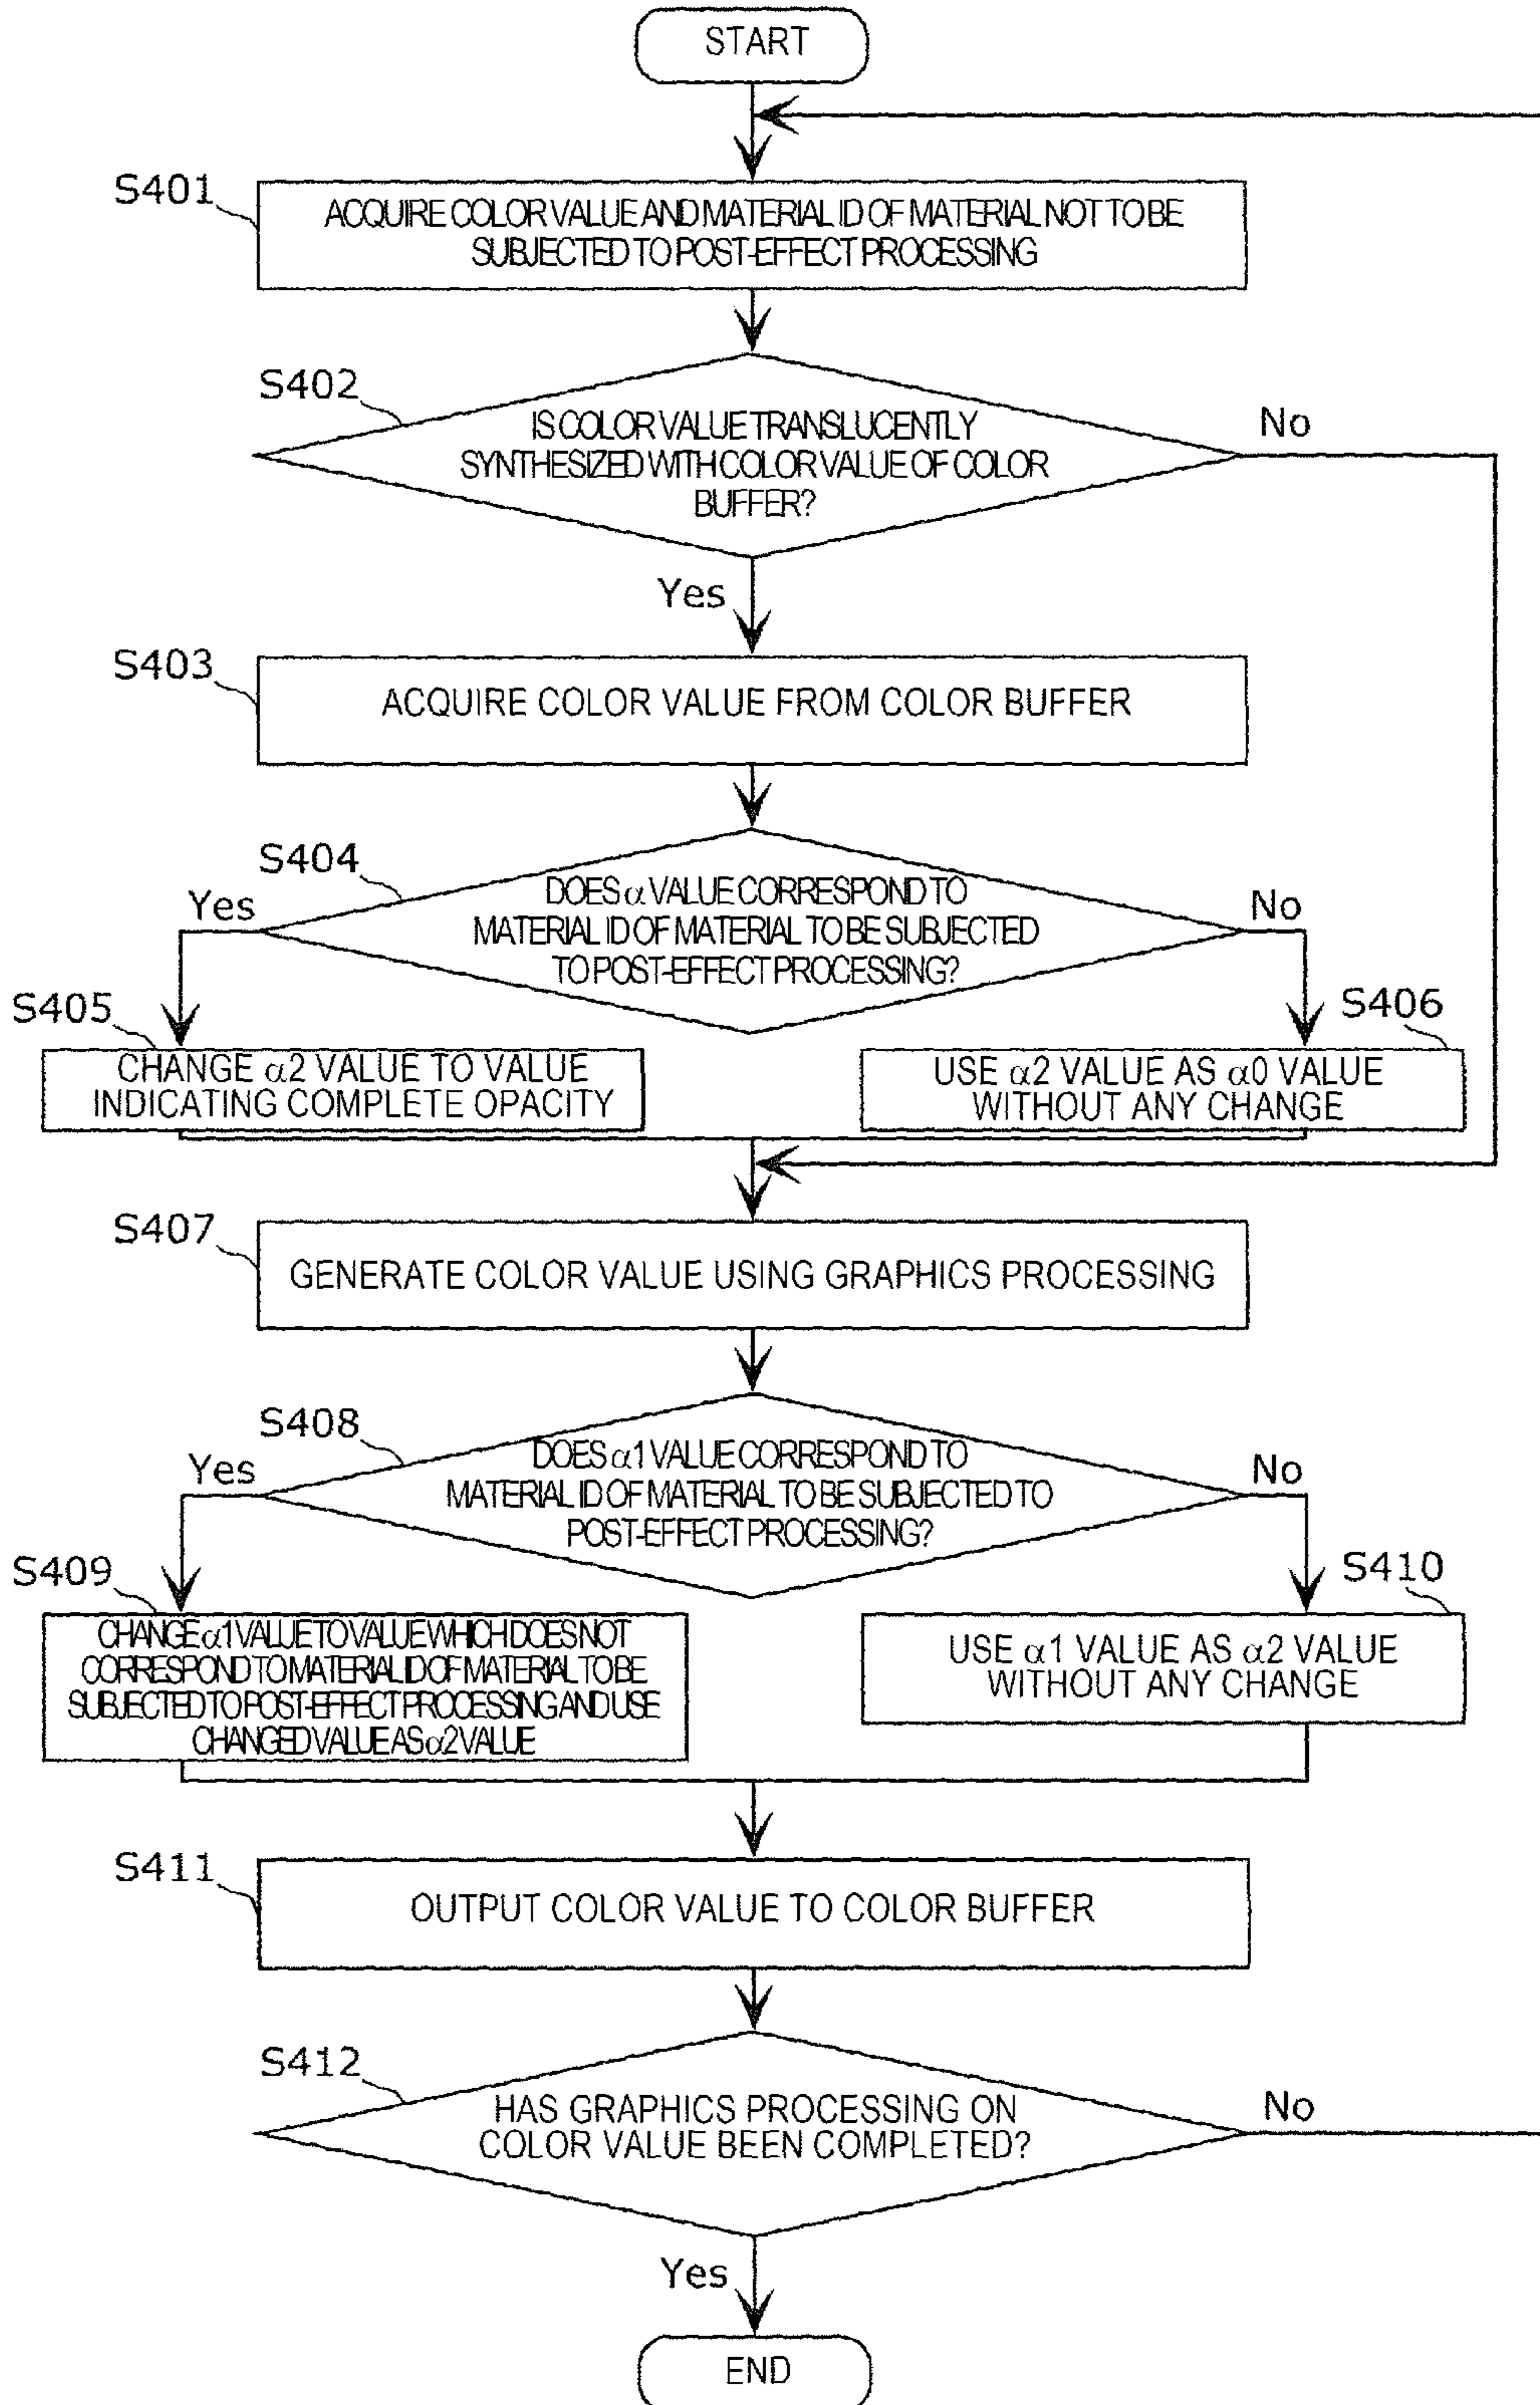 START
S401
ACQUIRE COLOR VALUE AND MATERIAL ID OF MATERIAL NOT TO BE
SUBJECTED TO POST-EFFECT PROCESSING
S402
IS COLOR VALUE TRANSLUCENTLY
SYNTHESIZED WITH COLOR VALUE OF COLOR
BUFFER?
No
Yes
S403
ACQUIRE COLOR VALUE FROM COLOR BUFFER
S404
DOES α VALUE CORRESPOND TO
MATERIAL ID OF MATERIAL TO BE SUBJECTED
TO POST-EFFECT PROCESSING?
Yes
No
S405
CHANGE α2 VALUE TO VALUE
INDICATING COMPLETE OPACITY
S406
USE α2 VALUE AS α0 VALUE
WITHOUT ANY CHANGE
S407
GENERATE COLOR VALUE USING GRAPHICS PROCESSING
S408
DOES α1 VALUE CORRESPOND TO
MATERIAL ID OF MATERIAL TO BE SUBJECTED TO
POST-EFFECT PROCESSING?
Yes
No
S409
CHANGE α1 VALUE TO VALUE WHICH DOES NOT
CORRESPOND TO MATERIAL ID OF MATERIAL TO BE
SUBJECTED TO POST-EFFECT PROCESSING AND USE
CHANGED VALUE AS α2 VALUE
S410
USE α1 VALUE AS α2 VALUE
WITHOUT ANY CHANGE
S411
OUTPUT COLOR VALUE TO COLOR BUFFER
S412
HAS GRAPHICS PROCESSING ON
COLOR VALUE BEEN COMPLETED?
No
Yes
END